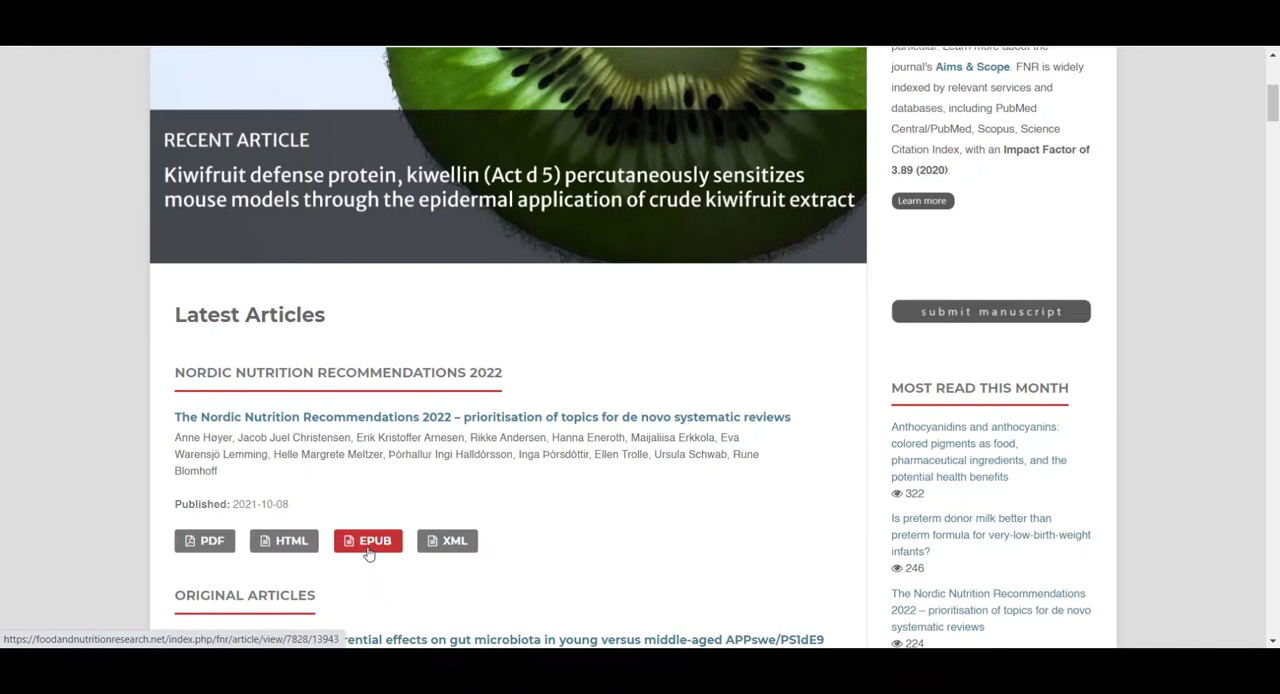 RECENT ARTICLE
Kiwifruit defense protein, kiwellin (Act d 5) percutaneously sensitizes
mouse models through the epidermal application of crude kiwifruit extract
Latest Articles
NORDIC NUTRITION RECOMMENDATIONS 2022
The Nordic Nutrition Recommendations 2022 – prioritisation of topics for de novo systematic reviews
Anne Høyer, Jacob Juel Christensen, Erik Kristoffer Arnesen, Rikke Andersen, Hanna Eneroth, Maijaliisa Erkkola, Eva
Warensjö Lemming, Helle Margrete Meltzer, Þórhallur Ingi Halldórsson, Inga Þórsdóttir, Ellen Trolle, Ursula Schwab, Rune
Blomhoff
Published: 2021-10-08
PDF HTML EPUB XML
ORIGINAL ARTICLES
rential effects on gut microbiota in young versus middle-aged APPswe/PS1dE9
https://foodandnutritionresearch.net/index.php/fnr/article/view/7828/13943
particular. Learn more about the
journal's Aims & Scope. FNR is widely
indexed by relevant services and
databases, including PubMed
Central/PubMed, Scopus, Science
Citation Index, with an Impact Factor of
3.89 (2020).
Learn more
submit manuscript
MOST READ THIS MONTH
Anthocyanidins and anthocyanins:
colored pigments as food,
pharmaceutical ingredients, and the
potential health benefits
322
Is preterm donor milk better than
preterm formula for very-low-birth-weight
infants?
246
The Nordic Nutrition Recommendations
2022 – prioritisation of topics for de novo
systematic reviews
224